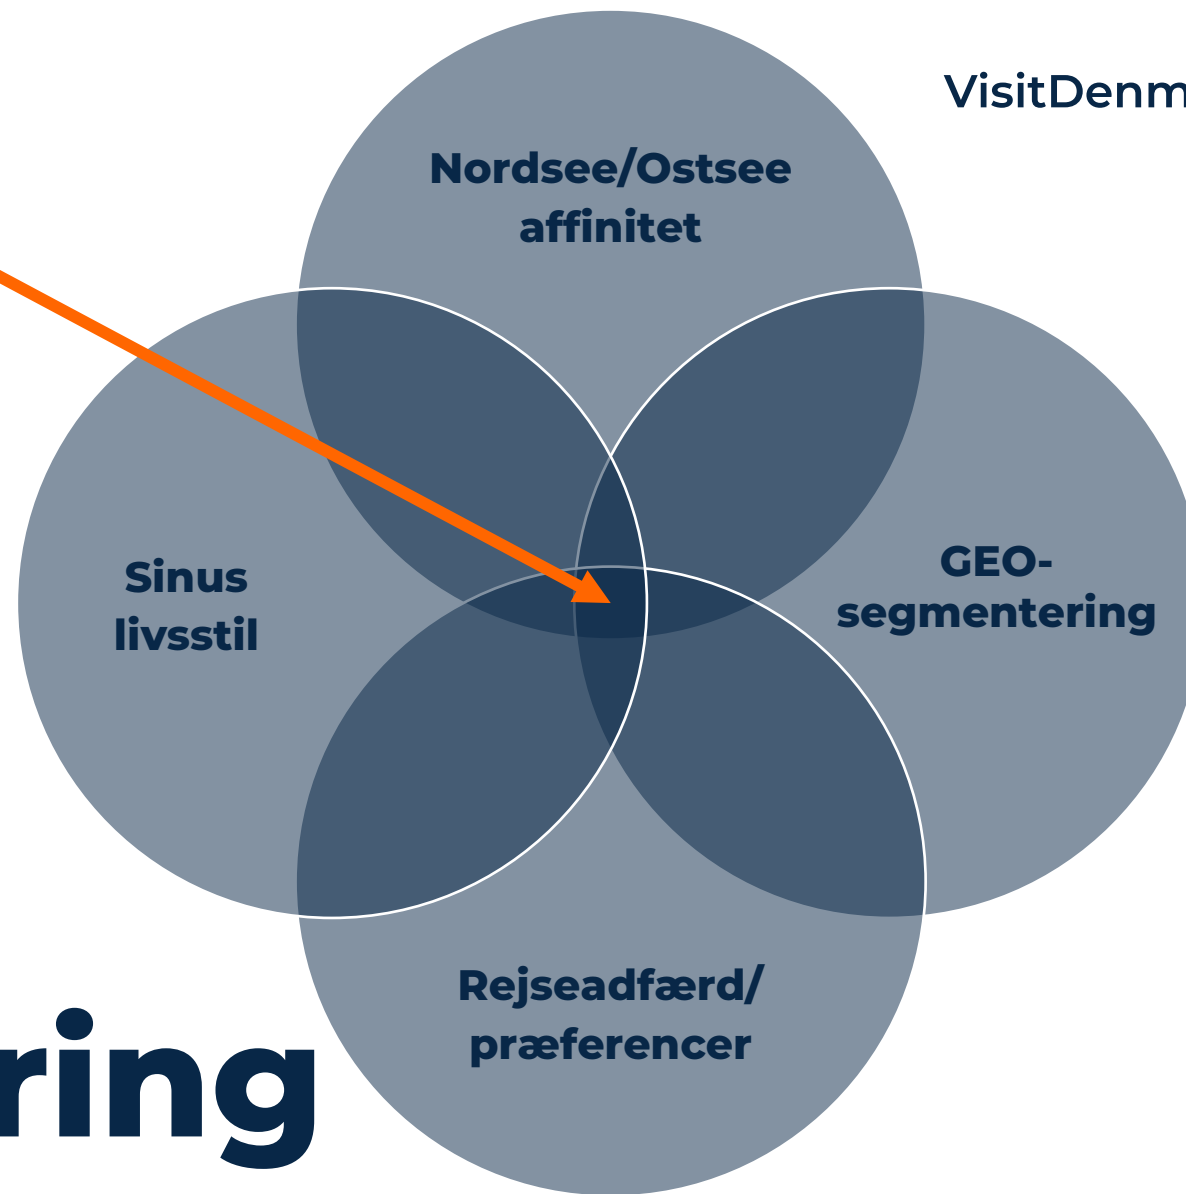 VisitDenm
Nordsee/Ostsee
affinitet
Sinus
livsstil
GEO-
segmentering
Rejseadfærd/
præferencer
ring